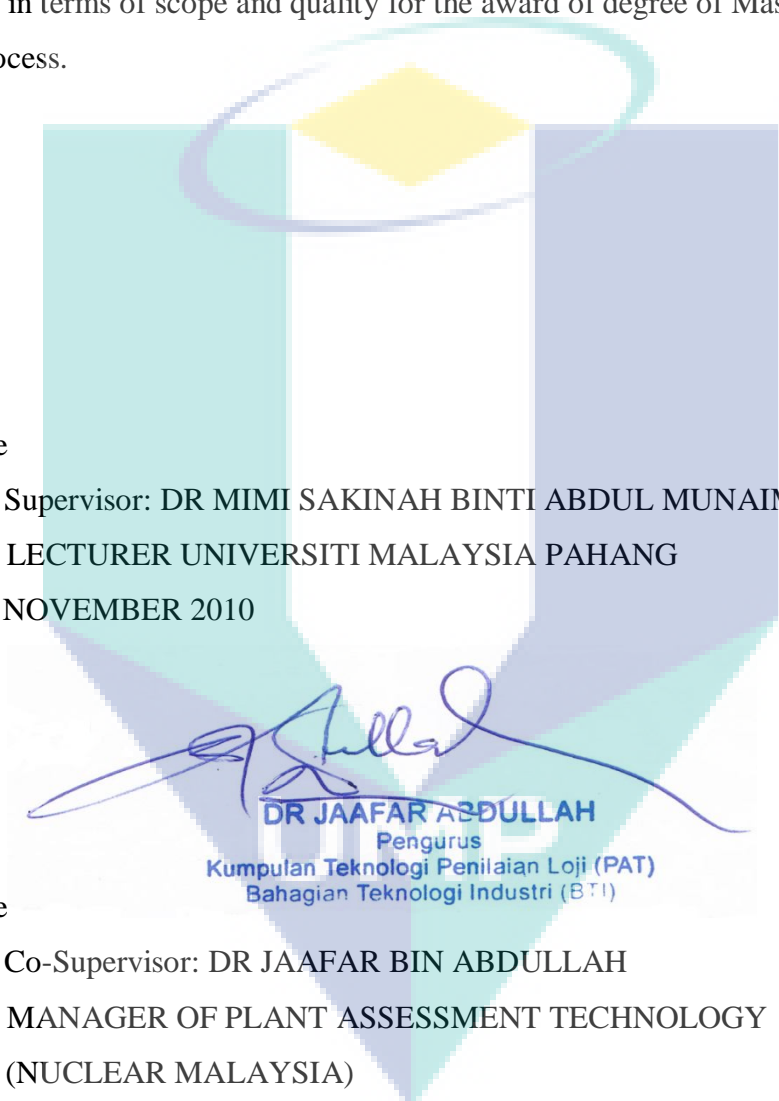 in terms of scope and quality for the award of degree of Mas
ocess.
e
Supervisor: DR MIMI SAKINAH BINTI ABDUL MUNAIM
LECTURER UNIVERSITI MALAYSIA PAHANG
NOVEMBER 2010
DR JAAFAR ABDULLAH
Pengurus
Kumpulan Teknologi Penilaian Loji (PAT)
Bahagian Teknologi Industri (BTI)
UMP
e
Co-Supervisor: DR JAAFAR BIN ABDULLAH
MANAGER OF PLANT ASSESSMENT TECHNOLOGY
(NUCLEAR MALAYSIA)